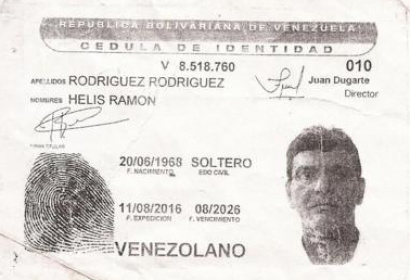 REPUBLICA BOLIVARIANA DE VENEZUELA
CEDULA DE IDENTIDAD
V 8.518.760 010
APELLIDOS RODRIGUEZ RODRIGUEZ Juan Dugarte
Director
NOMBRES HELIS RAMON
FIRMA TITULAR
20/06/1968 SOLTERO
F. NACIMIENTO EDO CIVIL
11/08/2016 08/2026
F. EXPEDICION F. VENCIMIENTO
VENEZOLANO